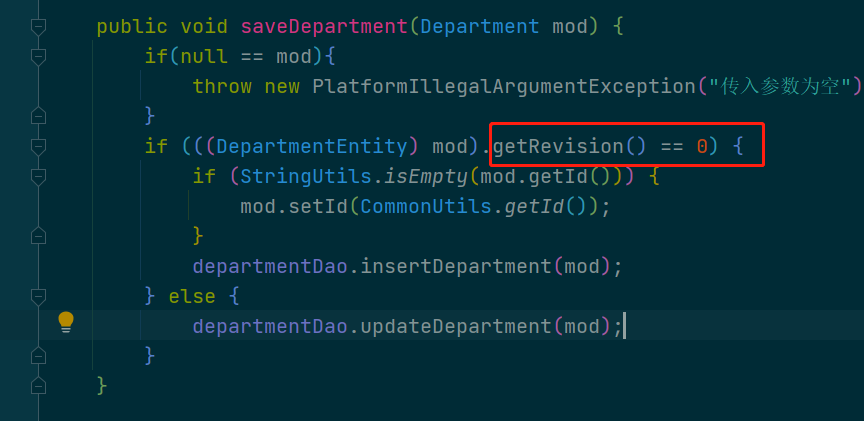 public void saveDepartment(Department mod) {
if(null == mod){
throw new PlatformIllegalArgumentException("传入参数为空")
}
if (((DepartmentEntity) mod).getRevision() == 0) {
if (StringUtils.isEmpty(mod.getId())) {
mod.setId(CommonUtils.getId());
}
departmentDao.insertDepartment(mod);
} else {
departmentDao.updateDepartment(mod);
}
}